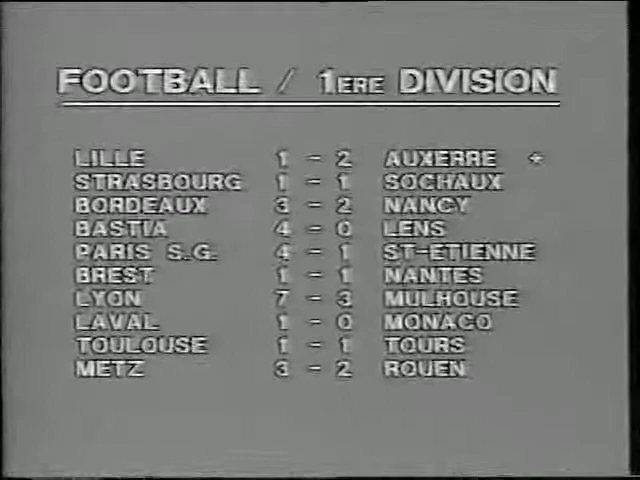 FOOTBALL / 1ERE DIVISION
LILLE 1 - 2 AUXERRE *
STRASBOURG 1 - 1 SOCHAUX
BORDEAUX 3 - 2 NANCY
BASTIA 4 - 0 LENS
PARIS S.G. 4 - 1 ST-ETIENNE
BREST 1 - 1 NANTES
LYON 7 - 3 MULHOUSE
LAVAL 1 - 0 MONACO
TOULOUSE 1 - 1 TOURS
METZ 3 - 2 ROUEN